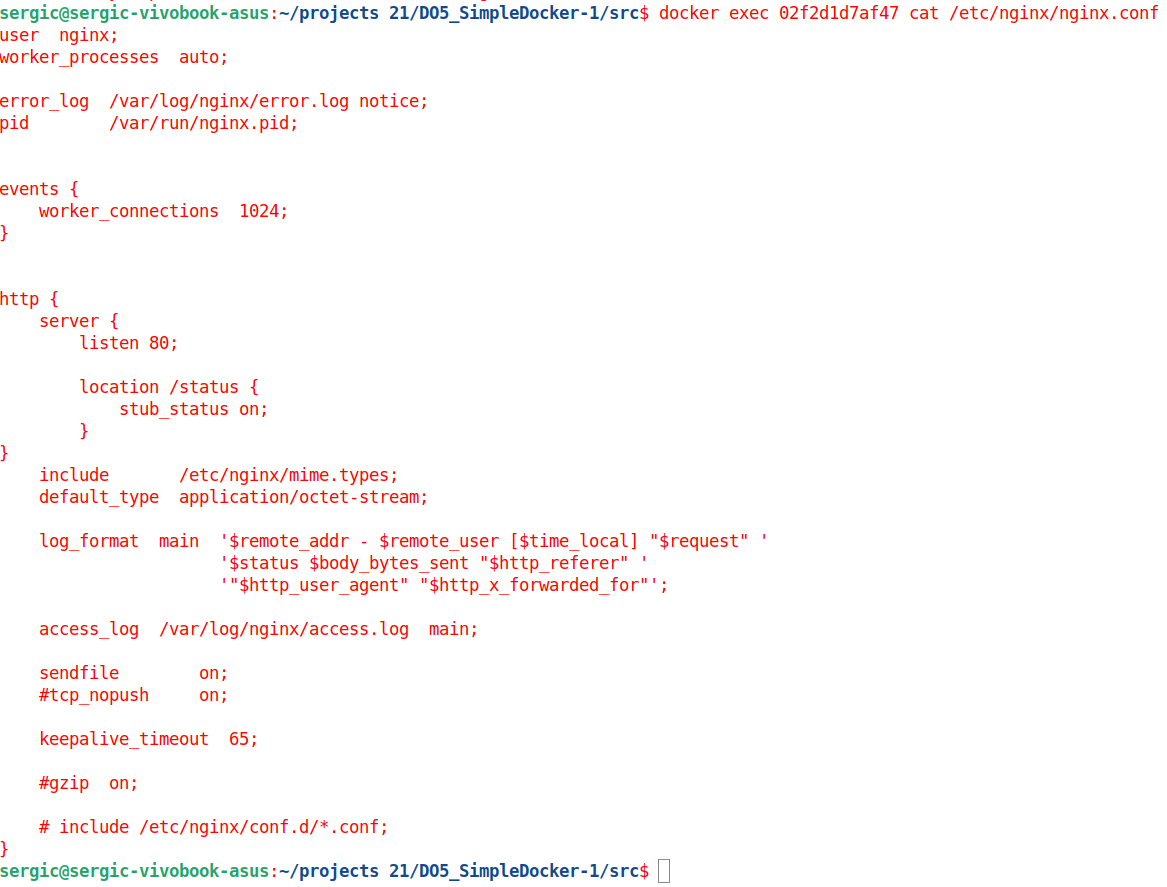 sergic@sergic-vivobook-asus:~/projects 21/DO5_SimpleDocker-1/src$ docker exec 02f2d1d7af47 cat /etc/nginx/nginx.conf
user  nginx;
worker_processes  auto;

error_log  /var/log/nginx/error.log notice;
pid        /var/run/nginx.pid;


events {
    worker_connections  1024;
}


http {
    server {
        listen 80;

        location /status {
            stub_status on;
        }
}
    include       /etc/nginx/mime.types;
    default_type  application/octet-stream;

    log_format  main  '$remote_addr - $remote_user [$time_local] "$request" '
                      '$status $body_bytes_sent "$http_referer" '
                      '"$http_user_agent" "$http_x_forwarded_for"';

    access_log  /var/log/nginx/access.log  main;

    sendfile        on;
    #tcp_nopush     on;

    keepalive_timeout  65;

    #gzip  on;

    # include /etc/nginx/conf.d/*.conf;
}
sergic@sergic-vivobook-asus:~/projects 21/DO5_SimpleDocker-1/src$